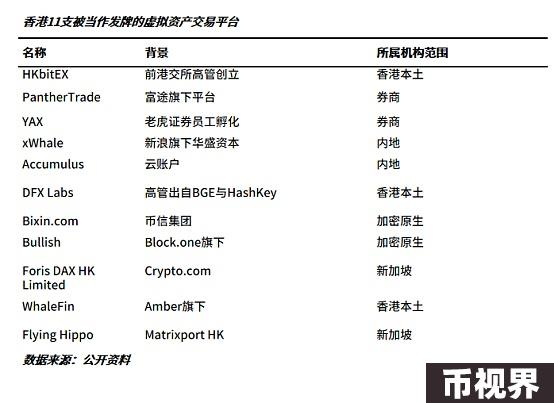 香港11支被当作发牌的虚拟资产交易平台
名称 背景 所属机构范围
HKbitEX 前港交所高管创立 香港本土
PantherTrade 富途旗下平台 券商
YAX 老虎证券员工孵化 券商
xWhale 新浪旗下华盛资本 内地
Accumulus 云账户 内地
DFX Labs 高管出自BGE与HashKey 香港本土
Bixin.com 币信集团 加密原生
Bullish Block.one旗下 加密原生
Foris DAX HK Limited Crypto.com 新加坡
WhaleFin Amber旗下 香港本土
Flying Hippo Matrixport HK 新加坡
数据来源：公开资料
币视界